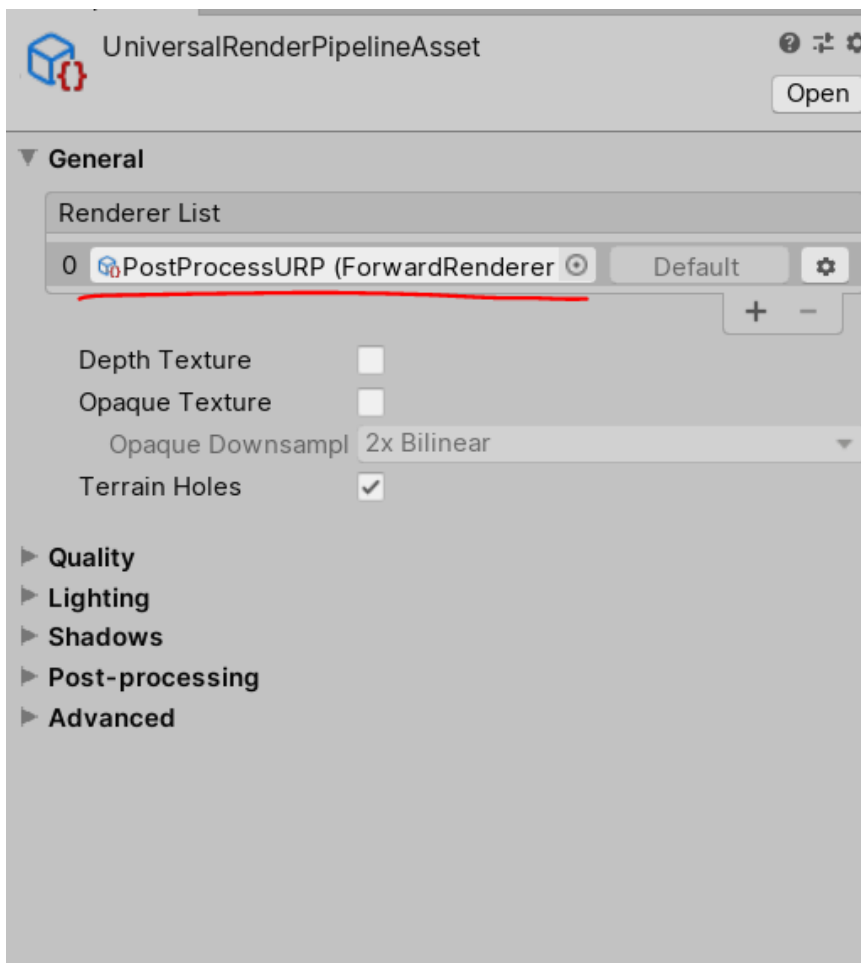 UniversalRenderPipelineAsset
Open
General
Renderer List
0 PostProcessURP (ForwardRenderer Default
+ −
Depth Texture
Opaque Texture
Opaque Downsampl 2x Bilinear
Terrain Holes
Quality
Lighting
Shadows
Post-processing
Advanced